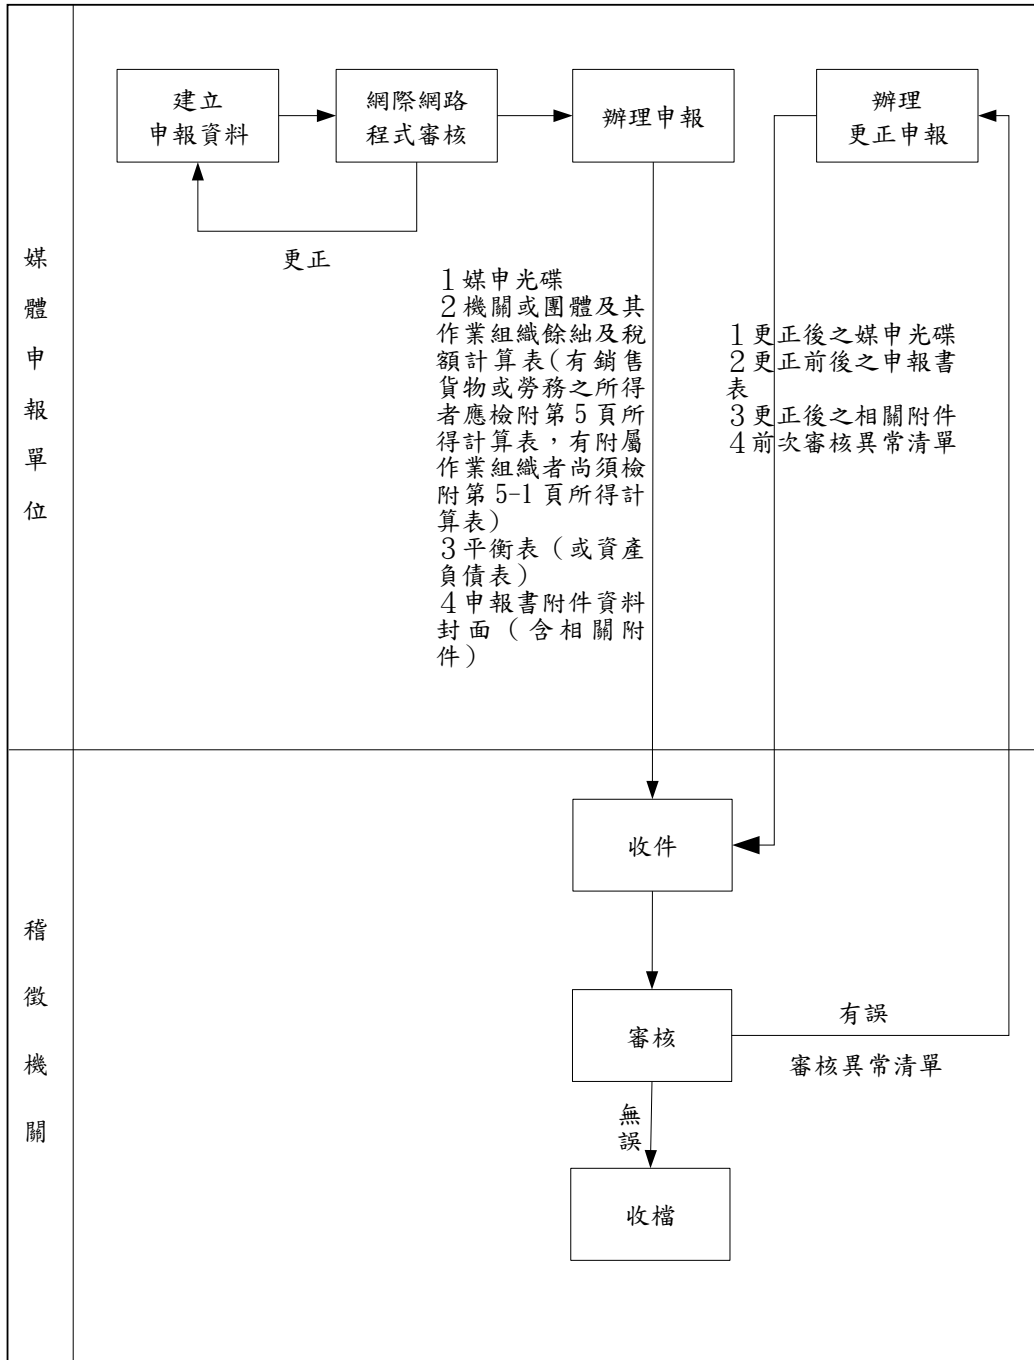 媒體申報單位
建立
申報資料
網際網路
程式審核
辦理申報
辦理
更正申報
更正
1媒申光碟
2機關或團體及其
作業組織餘絀及稅
額計算表(有銷售
貨物或勞務之所得
者應檢附第5頁所
得計算表，有附屬
作業組織者尚須檢
附第5-1頁所得計
算表)
3平衡表（或資產
負債表）
4申報書附件資料
封面（含相關附
件）
1更正後之媒申光碟
2更正前後之申報書
表
3更正後之相關附件
4前次審核異常清單
稽徵機關
收件
審核
有誤
審核異常清單
無
誤
收檔